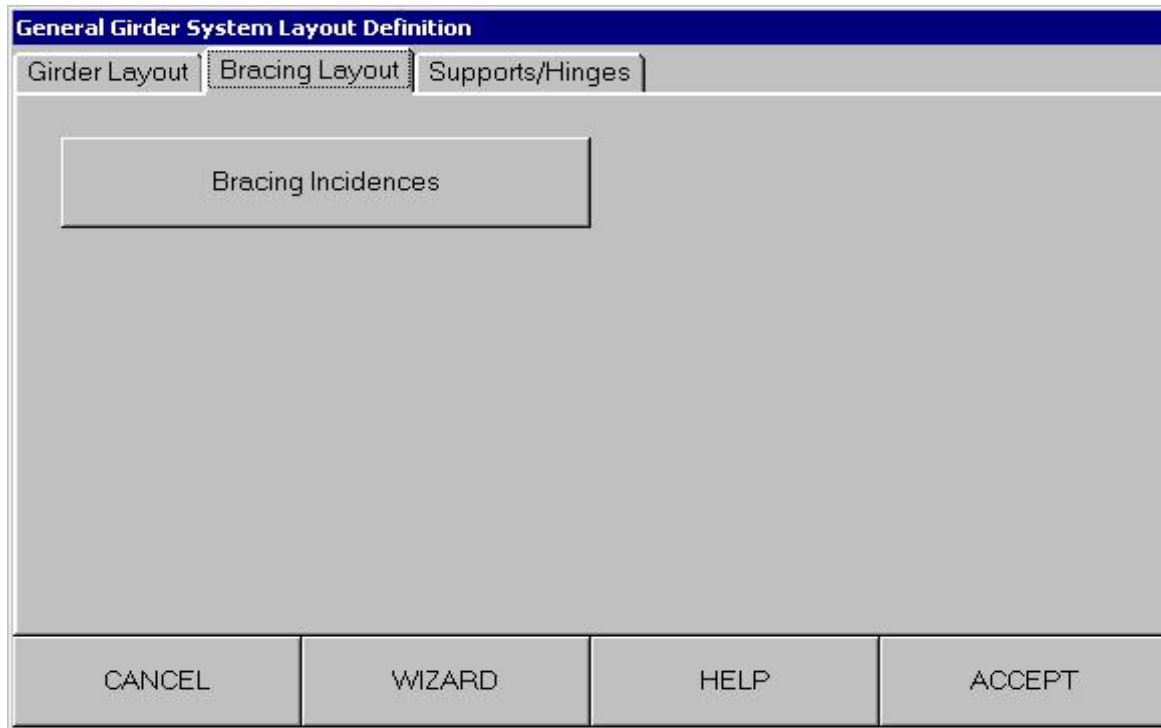 General Girder System Layout Definition
Girder Layout Bracing Layout Supports/Hinges
Bracing Incidences
CANCEL WIZARD HELP ACCEPT